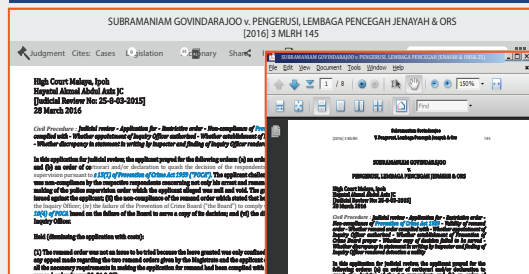 SUBRAMANIAM GOVINDARAJOO v. PENGERUSI, LEMBAGA PENCEGAH JENAYAH & ORS
[2016] 3 MLRH 145
Judgment Cites: Cases Legislation Share
High Court Malaya, Ipoh
Hayatul Akmal Abdul Aziz JC
[Judicial Review No: 25-8-03-2015]
28 March 2016
Civil Procedure : Judicial review - Application for - Restrictive order - Non-compliance of
complied with - Whether appointment of Inquiry Officer authorised - Whether establishment of
- Whether discrepancy in statement in writing by inspector and finding of Inquiry Officer
In this application for judicial review, the applicant prayed for the following orders: (a) an
and (b) an order of certiorari and/or declaration to quash the decision of the respondents
supervision pursuant to s 15(1) of Prevention of Crime Act 1959 ("POCA"). The applicant
was non-compliance by the respective respondents concerning not only his arrest and
making of the police supervision order which the applicant alleged was null and void. The
issued against the applicant; (ii) the non-compliance of the remand order which stated that
the Inquiry Officer; (iv) the failure of the Prevention of Crime Board ("the Board") to comply
10(4) of POCA based on the failure of the Board to serve a copy of its decision; and (vi) the
Inquiry Officer.
Held (dismissing the application with costs):
(1) The remand order was not an issue to be tried because the leave granted was only
any appeal made regarding the two remand orders given by the Magistrate and the applicant
all the necessary requirements in making the application for remand had been complied with
SUBRAMANIAM GOVINDARAJOO V. PENGERUSI, LEMBAGA PENCEGAH JENAYAH & ORS
File Edit View Document Tools Window Help
1 / 8 150%
Find
[2016] 3 MLRH
Subramaniam Govindarajoo
v. Pengerusi, Lembaga Pencegah Jenayah & Ors
145
SUBRAMANIAM GOVINDARAJOO
v.
PENGERUSI, LEMBAGA PENCEGAH JENAYAH & ORS
High Court Malaya, Ipoh
Hayatul Akmal Abdul Aziz JC
[Judicial Review No: 25-8-03-2015]
28 March 2016
Civil Procedure : Judicial review - Application for - Restrictive order -
Non-compliance of Prevention of Crime Act 1959 - Validity of remand
order - Whether remand order complied with - Whether appointment of
Inquiry Officer authorised - Whether establishment of Prevention of
Crime Board proper - Whether copy of decision failed to be served -
Whether discrepancy in statement in writing by inspector and finding of
Inquiry Officer rendered detention a nullity
In this application for judicial review, the applicant prayed for the
following orders: (a) an order of certiorari and/or declaration to